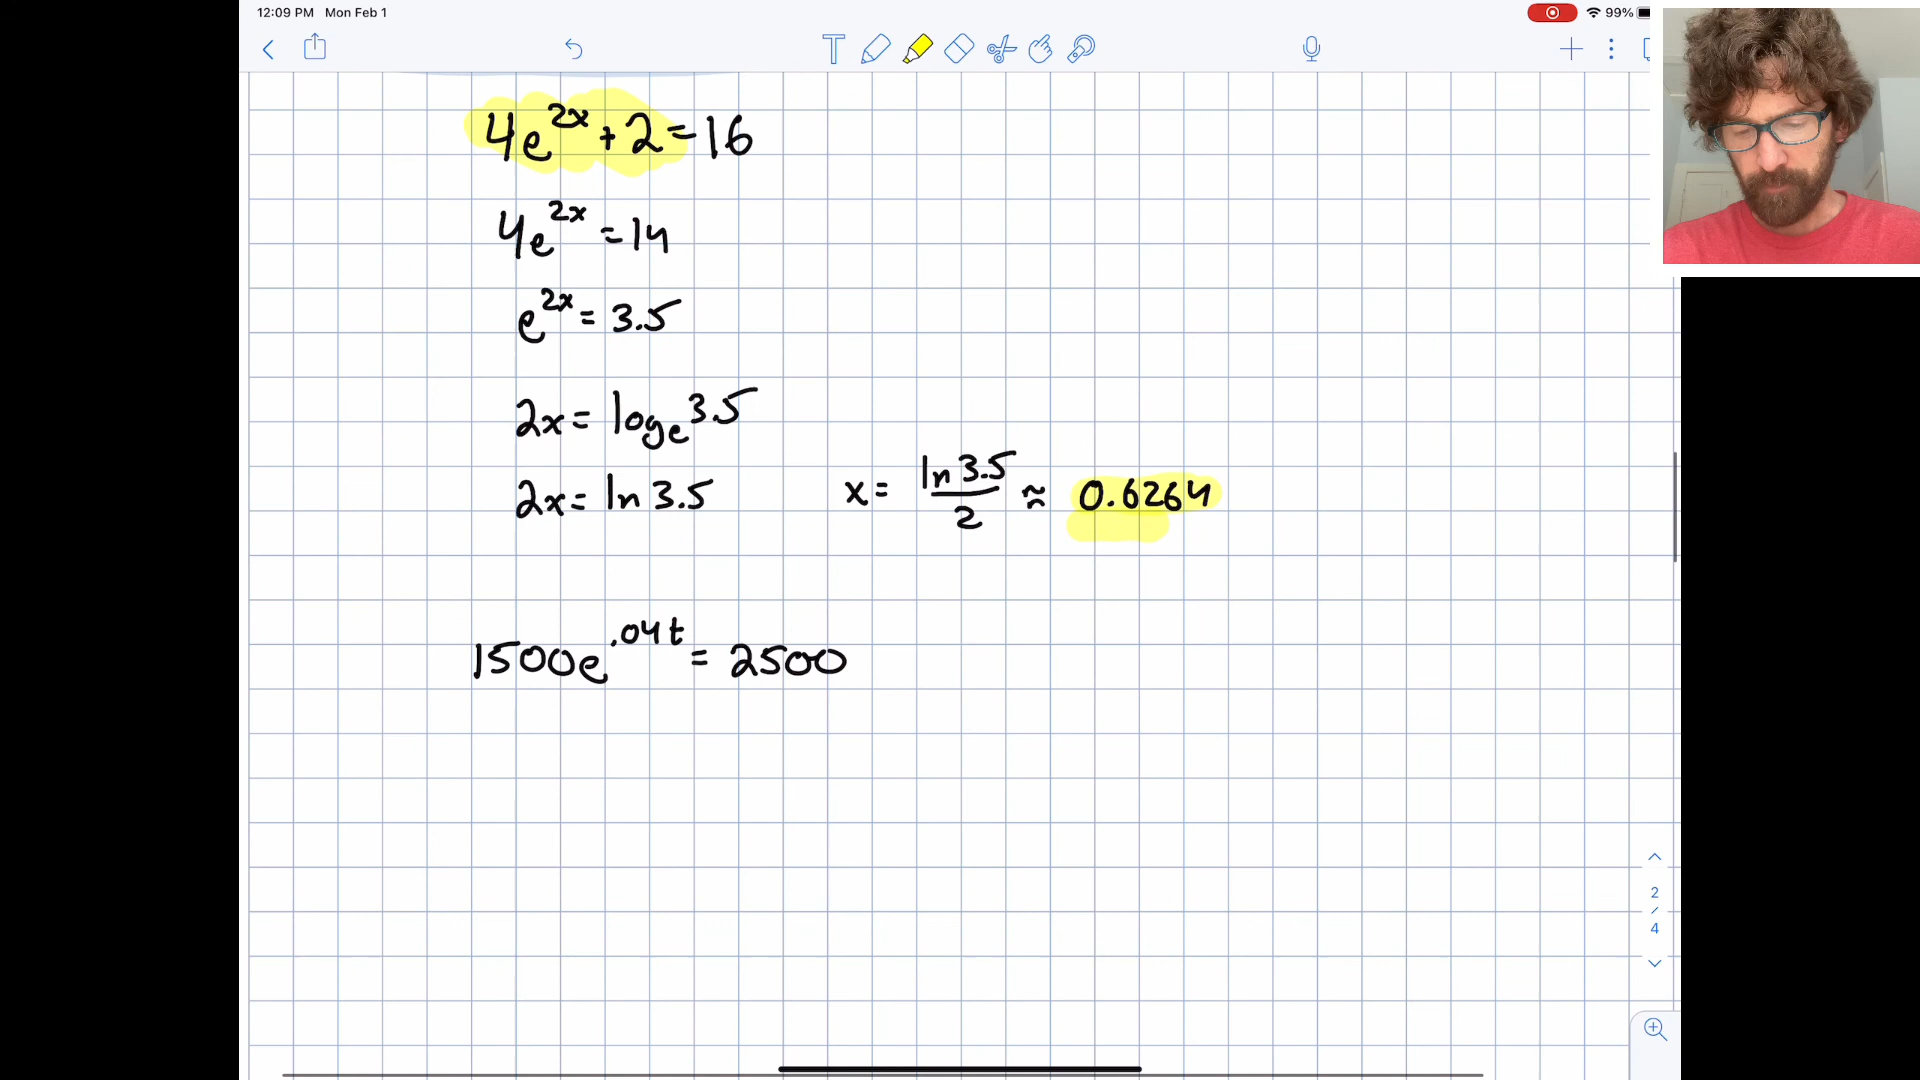 12:09 PM Mon Feb 1
99%
T
4e^2x + 2 = 16
4e^2x = 14
e^2x = 3.5
2x = log_e 3.5
2x = ln 3.5
x = ln 3.5 / 2 ≈ 0.6264
1500e^.04t = 2500
2
/
4